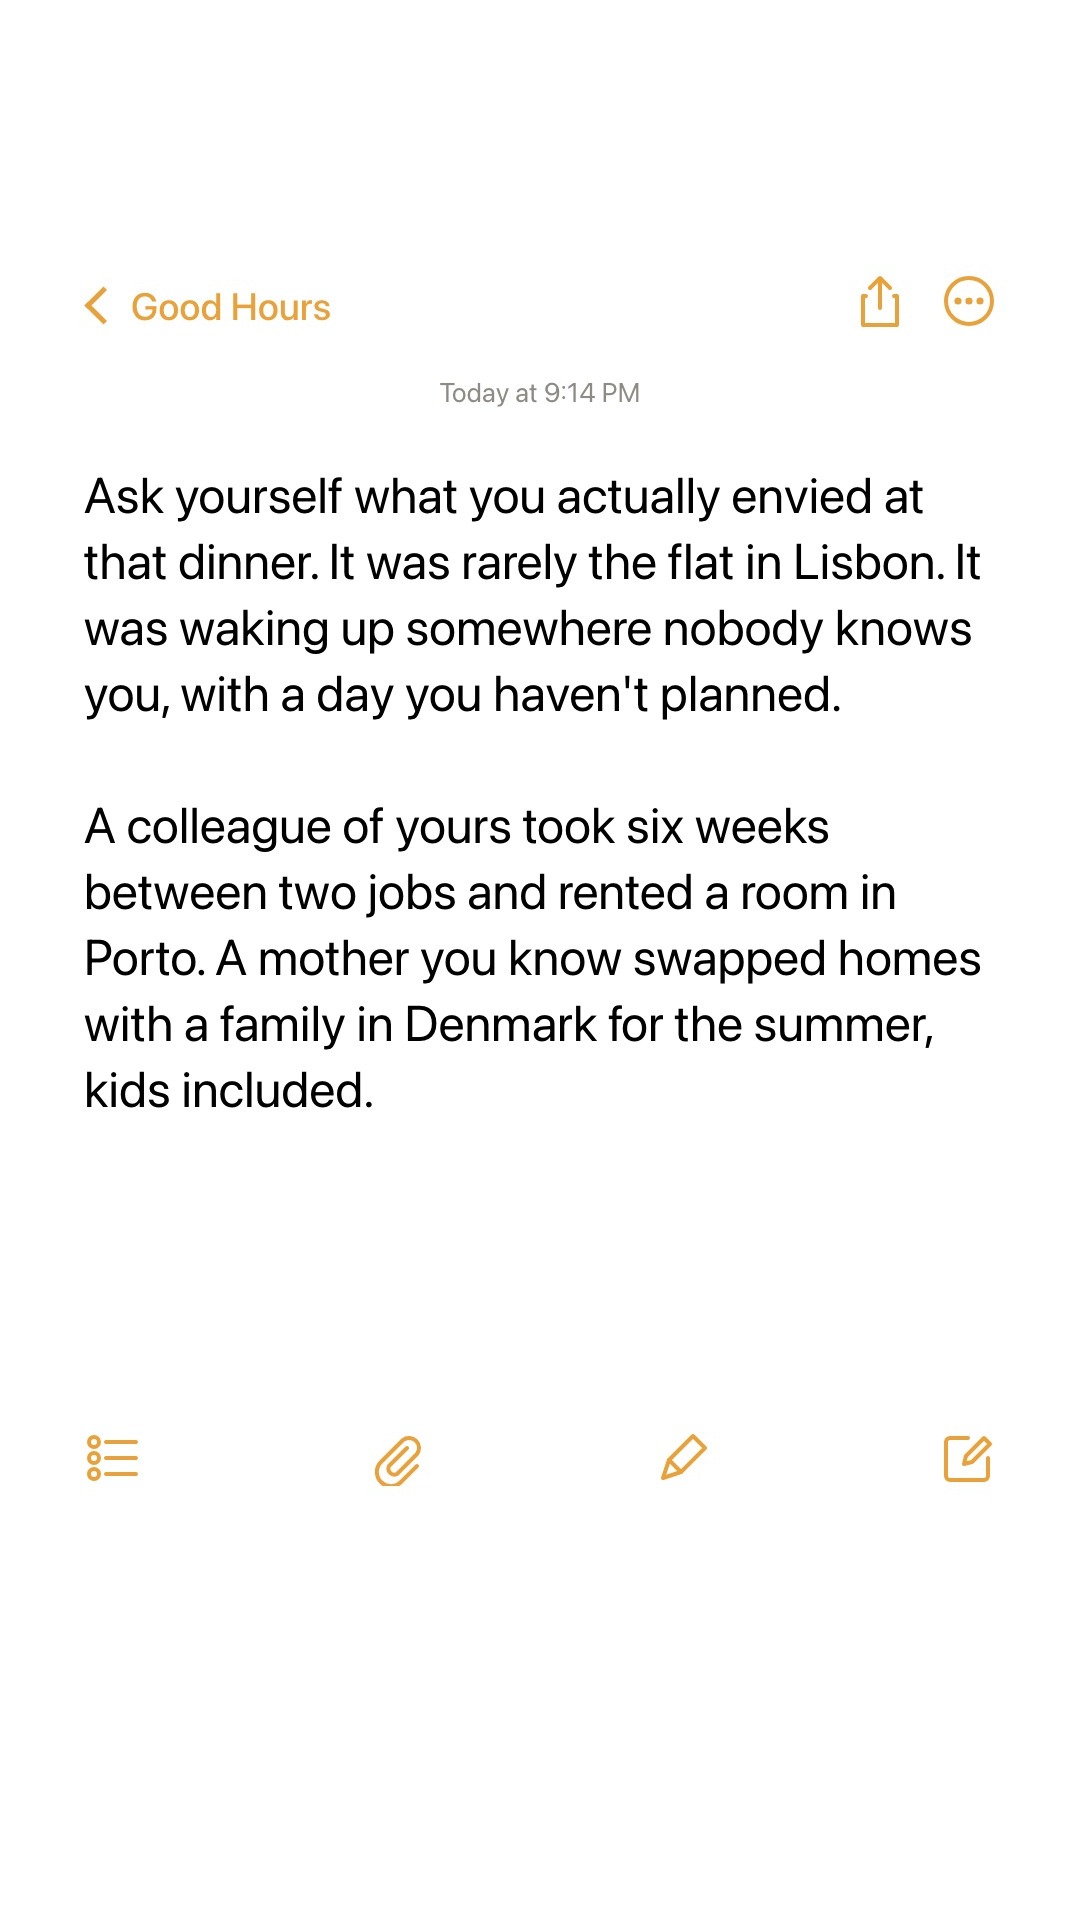 Good Hours
Today at 9:14 PM
Ask yourself what you actually envied at
that dinner. It was rarely the flat in Lisbon. It
was waking up somewhere nobody knows
you, with a day you haven't planned.
A colleague of yours took six weeks
between two jobs and rented a room in
Porto. A mother you know swapped homes
with a family in Denmark for the summer,
kids included.